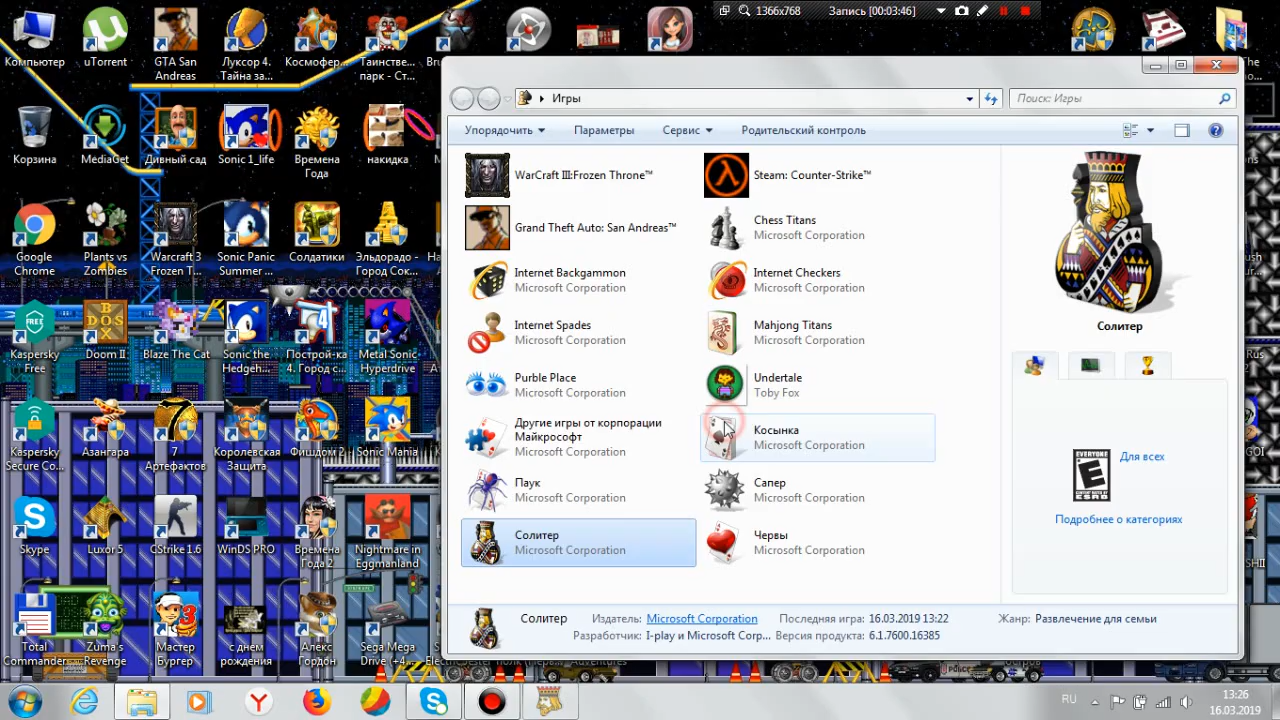 1366x768
Запись [00:03:46]
Компьютер
uTorrent
GTA San
Andreas
Луксор 4.
Тайна за...
Космофер...
Таинстве...
парк - Ст...
Корзина
MediaGet
Дивный сад
Sonic 1_life
Времена
Года
накидка
Google
Chrome
Plants vs
Zombies
Warcraft 3
Frozen T...
Sonic Panic
Summer ...
Солдатики
Эльдорадо -
Город Сок...
Kaspersky
Free
Doom II
Blaze The Cat
Sonic the
Hedgeh...
Построй-ка
4. Город с...
Metal Sonic
Hyperdrive
Kaspersky
Secure Co...
Азангара
7
Артефактов
Королевская
Защита
Фишдом 2
Sonic Mania
Skype
Luxor 5
CStrike 1.6
WinDS PRO
Времена
Года 2
Nightmare in
Eggmanland
Total
Commander
Zuma's
Revenge
Мастер
Бургер
с днем
рождения
Алекс
Гордон
Sega Mega
Drive (+4...
Игры
Поиск: Игры
Упорядочить
Параметры
Сервис
Родительский контроль
WarCraft III:Frozen Throne™
Steam: Counter-Strike™
Grand Theft Auto: San Andreas™
Chess Titans
Microsoft Corporation
Internet Backgammon
Microsoft Corporation
Internet Checkers
Microsoft Corporation
Internet Spades
Microsoft Corporation
Mahjong Titans
Microsoft Corporation
Purble Place
Microsoft Corporation
Undertale
Toby Fox
Другие игры от корпорации
Майкрософт
Microsoft Corporation
Косынка
Microsoft Corporation
Паук
Microsoft Corporation
Сапер
Microsoft Corporation
Солитер
Microsoft Corporation
Червы
Microsoft Corporation
Солитер
EVERYONE
E
Для всех
Подробнее о категориях
Солитер
Издатель: Microsoft Corporation
Последняя игра: 16.03.2019 13:22
Жанр: Развлечение для семьи
Разработчик: I-play и Microsoft Corp...
Версия продукта: 6.1.7600.16385
RU
13:26
16.03.2019